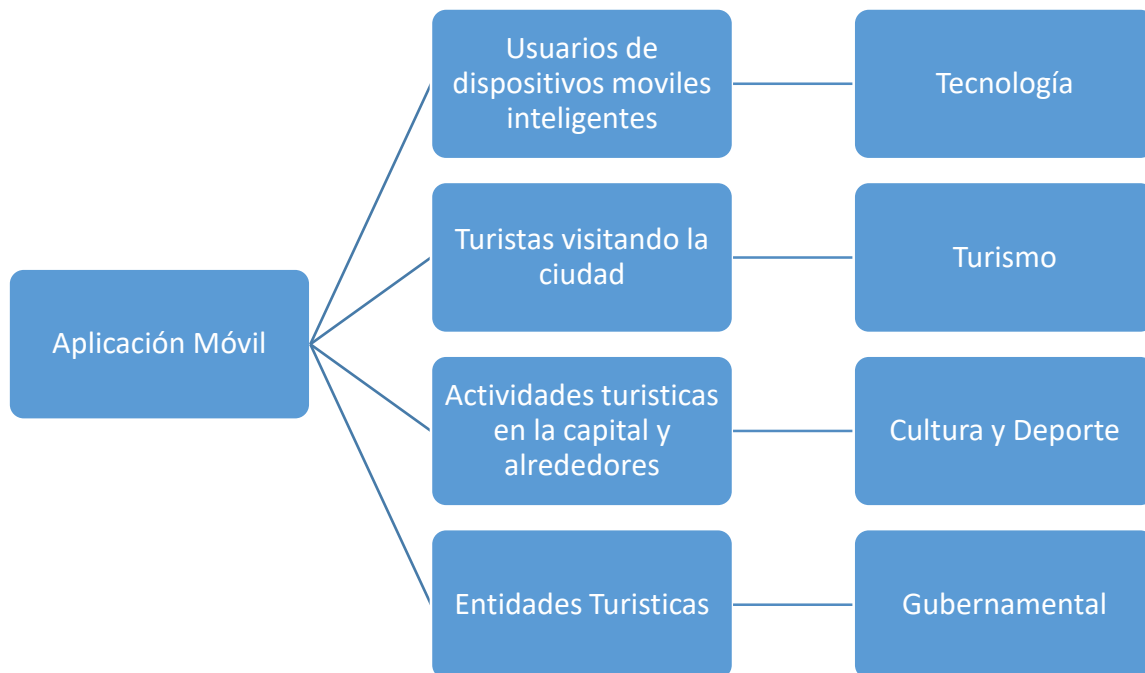 Usuarios de
dispositivos moviles
inteligentes
Tecnología
Turistas visitando la
ciudad
Turismo
Aplicación Móvil
Actividades turisticas
en la capital y
alrededores
Cultura y Deporte
Entidades Turisticas
Gubernamental